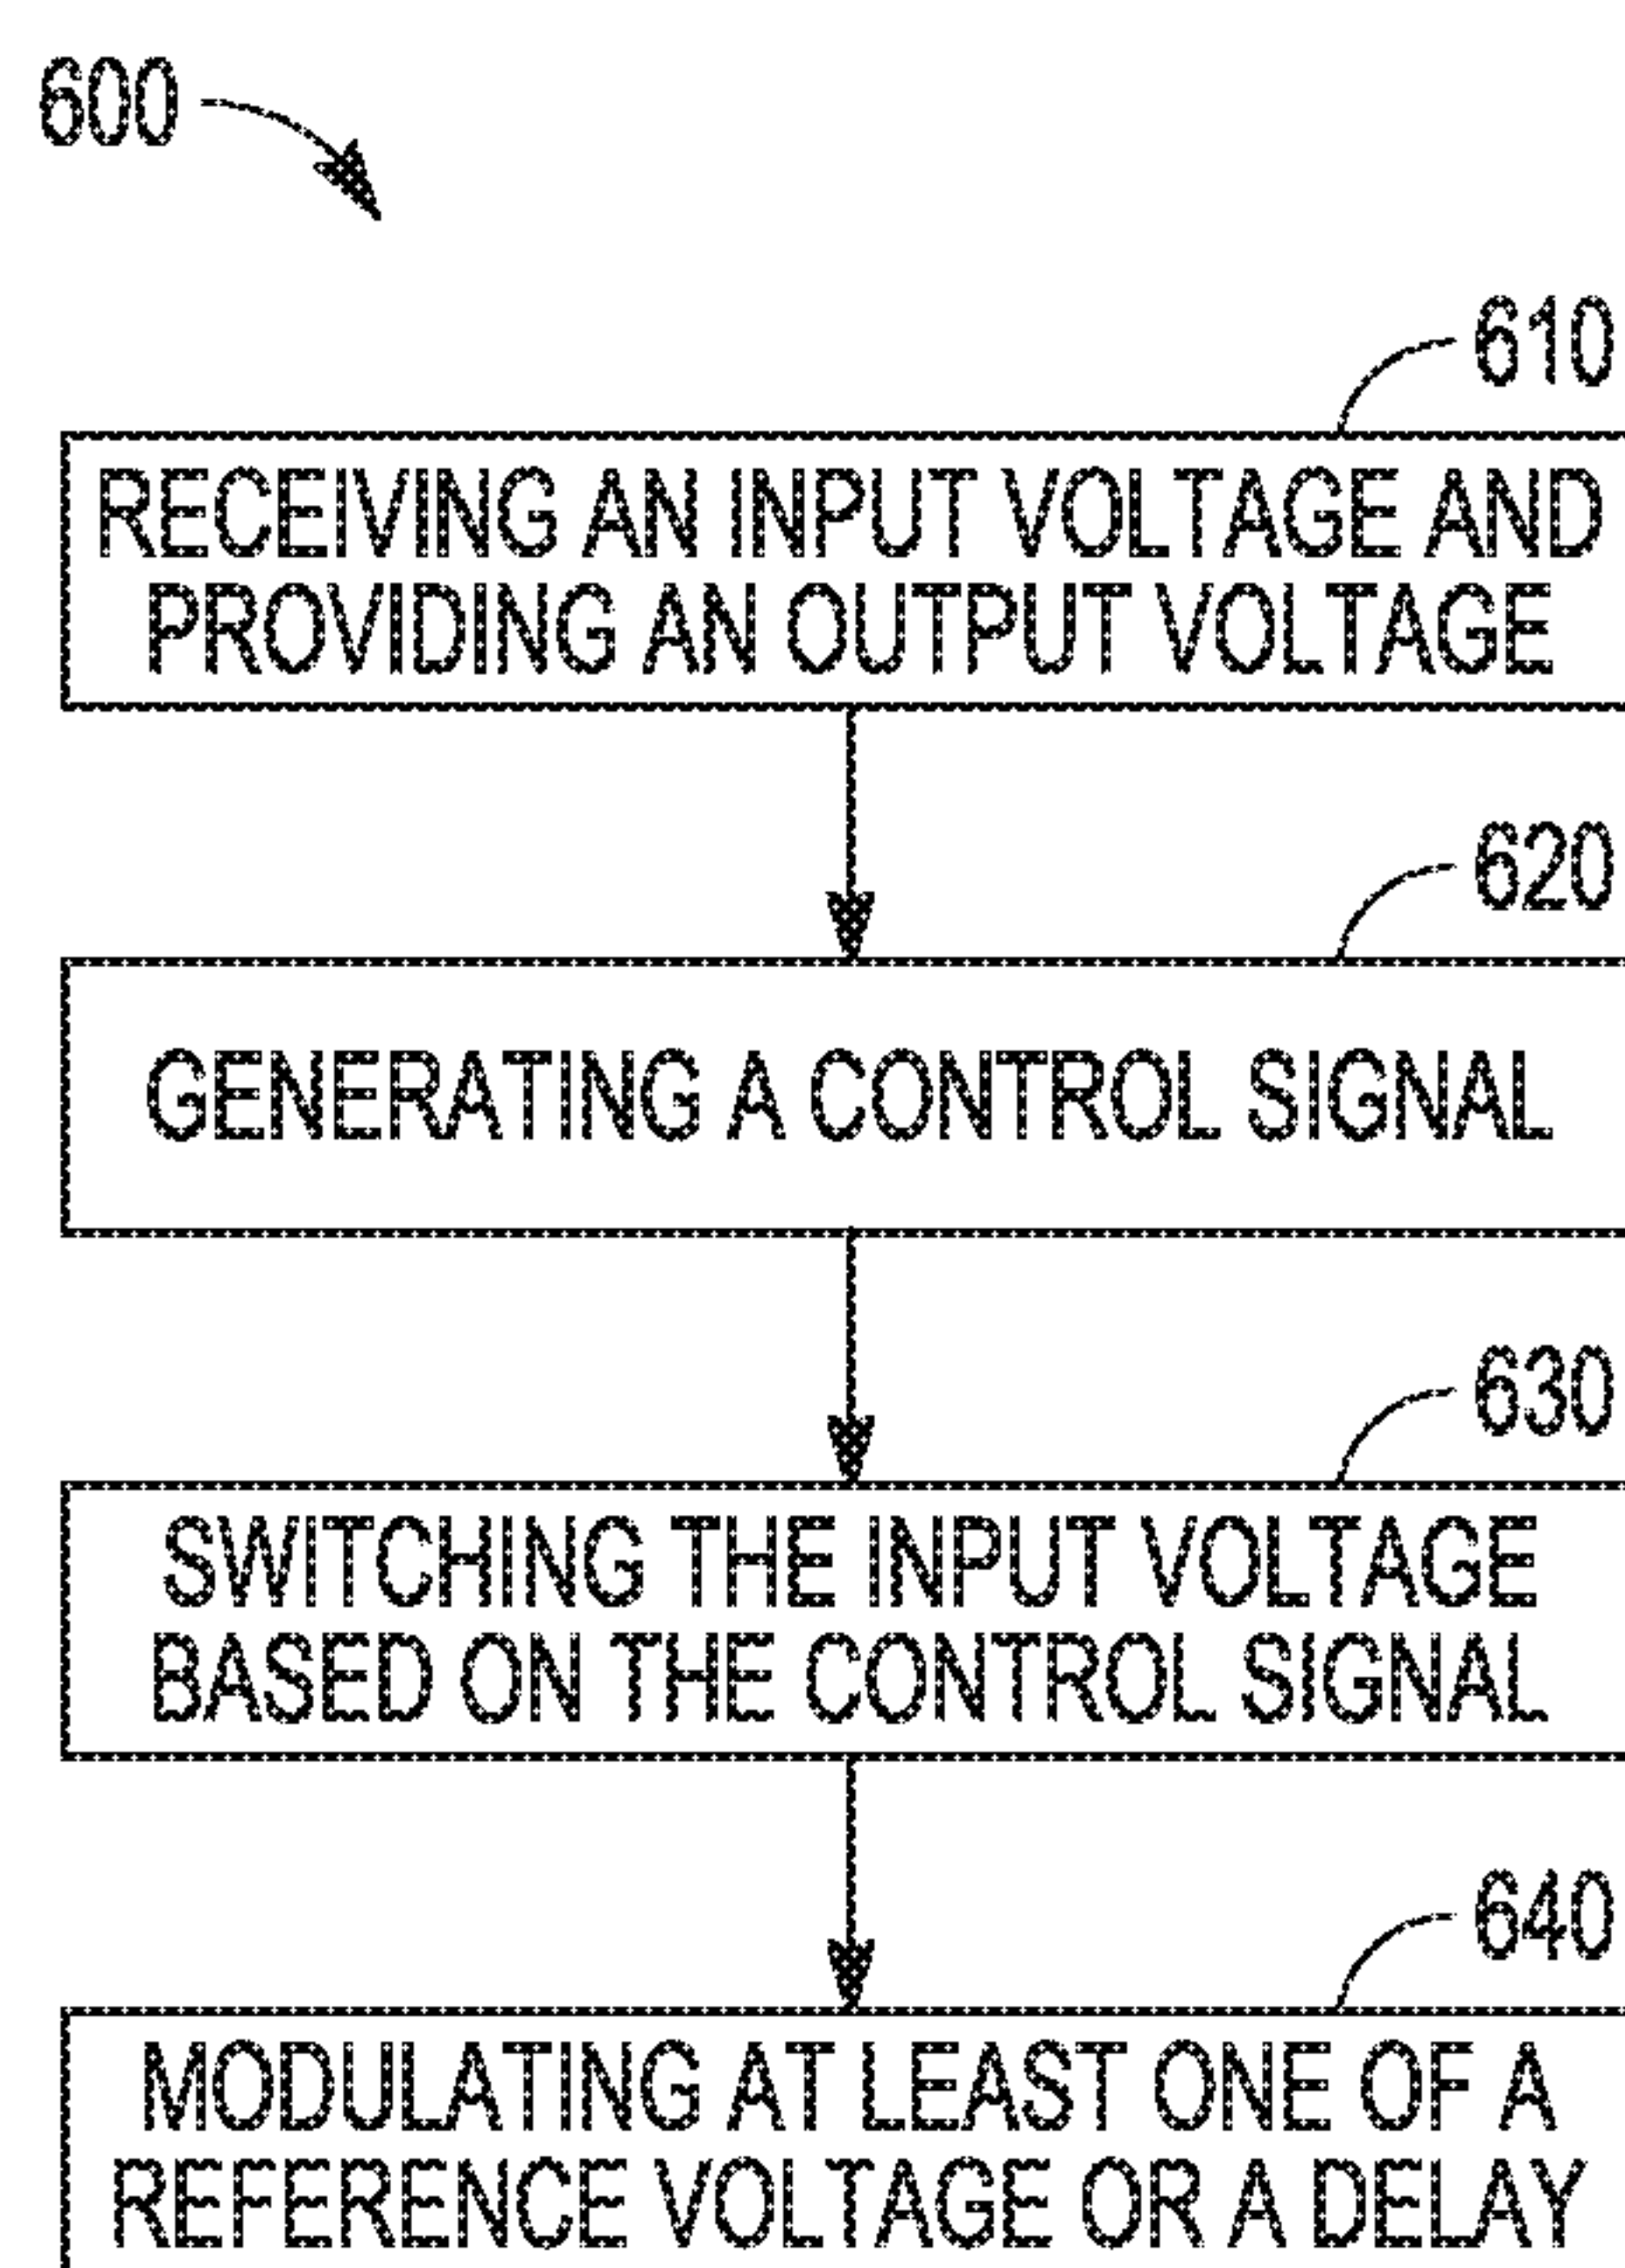 600
610
RECEIVING AN INPUT VOLTAGE AND
PROVIDING AN OUTPUT VOLTAGE
620
GENERATING A CONTROL SIGNAL
630
SWITCHING THE INPUT VOLTAGE
BASED ON THE CONTROL SIGNAL
640
MODULATING AT LEAST ONE OF A
REFERENCE VOLTAGE OR A DELAY